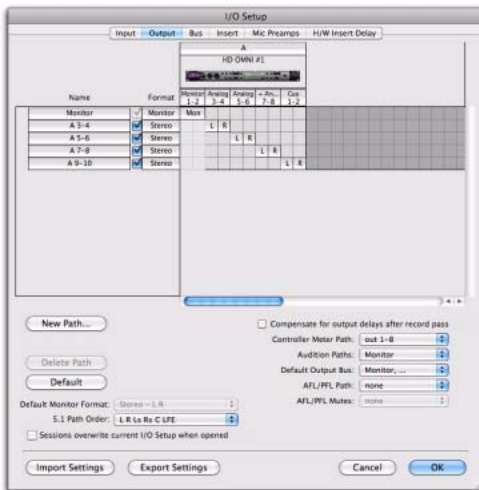 I/O Setup
Input Output Bus Insert Mic Preamps H/W Insert Delay
A
HD OMNI #1
Name Format Monitor 1-2 Analog 3-4 Analog 5-6 + An... 7-8 Cue 1-2
Monitor Monitor Mon
A 3-4 Stereo L R
A 5-6 Stereo L R
A 7-8 Stereo L R
A 9-10 Stereo L R
New Path...
Compensate for output delays after record pass
Controller Meter Path: out 1-8
Audition Paths: Monitor
Delete Path
Default Output Bus: Monitor, ...
Default
AFL/PFL Path: none
Default Monitor Format: Stereo - L R
AFL/PFL Mutes: none
5.1 Path Order: L R Ls Rs C LFE
Sessions overwrite current I/O Setup when opened
Import Settings Export Settings Cancel OK